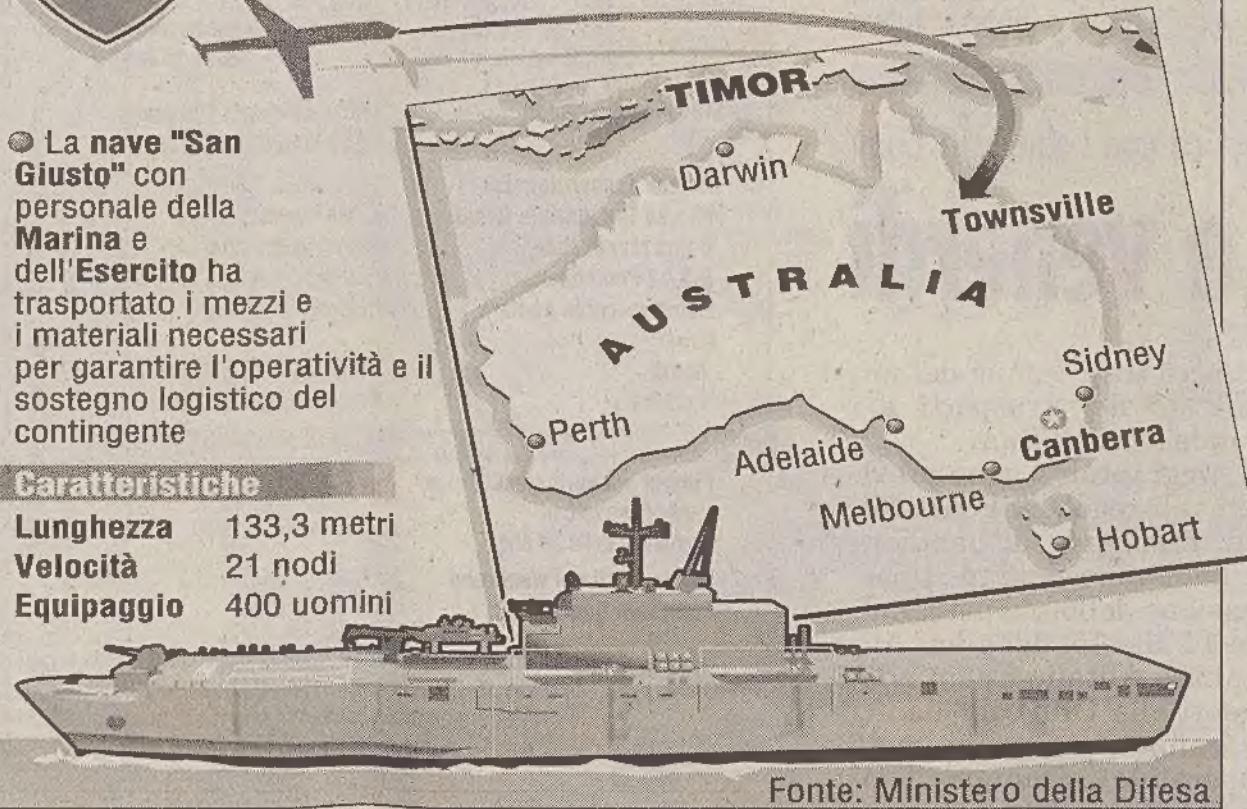 La nave "San
Giusto" con
personale della
Marina e
dell'Esercito ha
trasportato i mezzi e
i materiali necessari
per garantire l'operatività e il
sostegno logistico del
contingente
Caratteristiche
Lunghezza 133,3 metri
Velocità 21 nodi
Equipaggio 400 uomini
TIMOR
Darwin
Townsville
AUSTRALIA
Sidney
Perth
Adelaide
Canberra
Melbourne
Hobart
Fonte: Ministero della Difesa